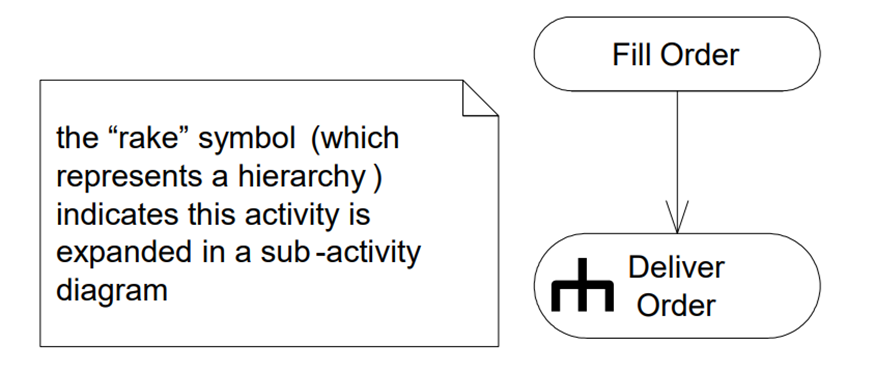 the “rake” symbol (which
represents a hierarchy )
indicates this activity is
expanded in a sub-activity
diagram
Fill Order
Deliver
Order